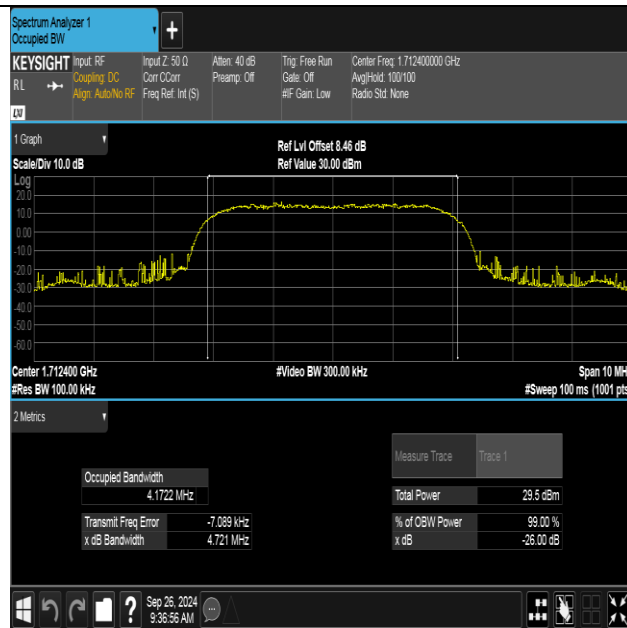 Spectrum Analyzer 1
Occupied BW
+
KEYSIGHT Input: RF Input Z: 50 Ω Atten: 40 dB Trig: Free Run Center Freq: 1.712400000 GHz
RL Coupling: DC Corr CCorr Preamp: Off Gate: Off Avg|Hold: 100/100
Align: Auto/No RF Freq Ref: Int (S) #IF Gain: Low Radio Std: None
LXI
1 Graph
Ref Lvl Offset 8.46 dB
Scale/Div 10.0 dB Ref Value 30.00 dBm
Log
20.0
10.0
0.00
-10.0
-20.0
-30.0
-40.0
-50.0
-60.0
Center 1.712400 GHz #Video BW 300.00 kHz Span 10 MH
#Res BW 100.00 kHz #Sweep 100 ms (1001 pts
2 Metrics
Measure Trace Trace 1
Occupied Bandwidth
4.1722 MHz Total Power 29.5 dBm
Transmit Freq Error -7.089 kHz % of OBW Power 99.00 %
x dB Bandwidth 4.721 MHz x dB -26.00 dB
? Sep 26, 2024
9:36:56 AM